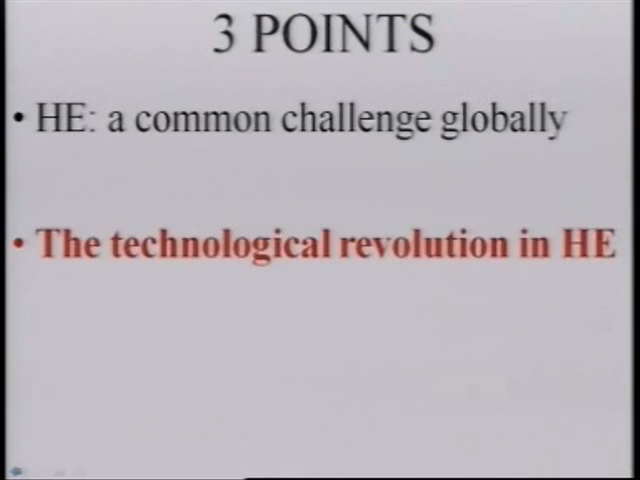 3 POINTS
• HE: a common challenge globally
• The technological revolution in HE